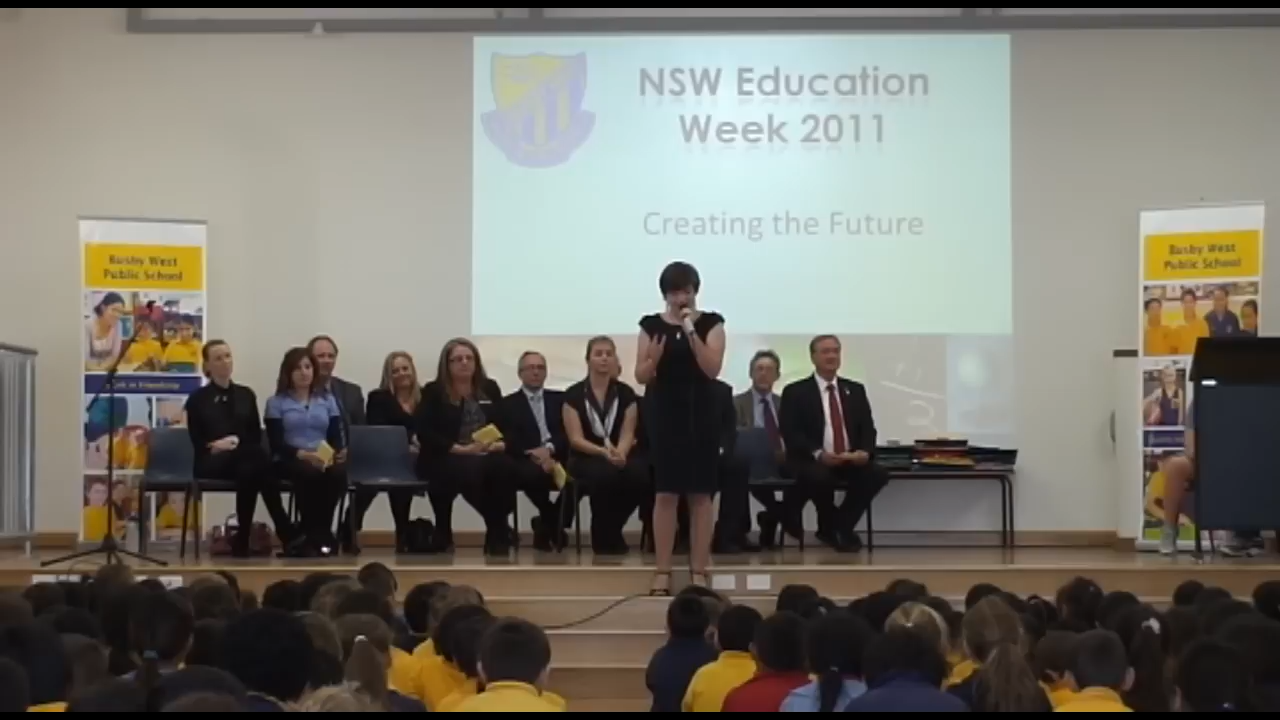 NSW Education
Week 2011
Creating the Future
Busby West
Public School
Busby West
Public School